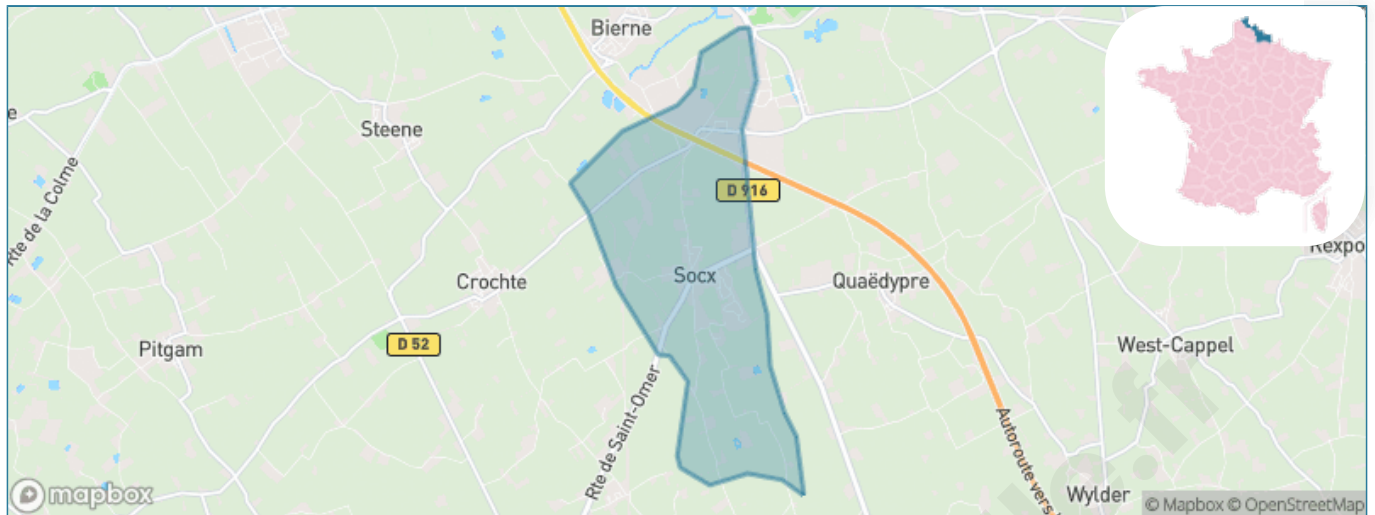 Bierne
e
Steene
Rte de la Colme
D 916
Rexpo
Socx
Crochte
Quaëdypre
D 52
Pitgam
West-Cappel
Rte de Saint-Omer
Autoroute vers
Wylder
mapbox
© Mapbox © OpenStreetMap